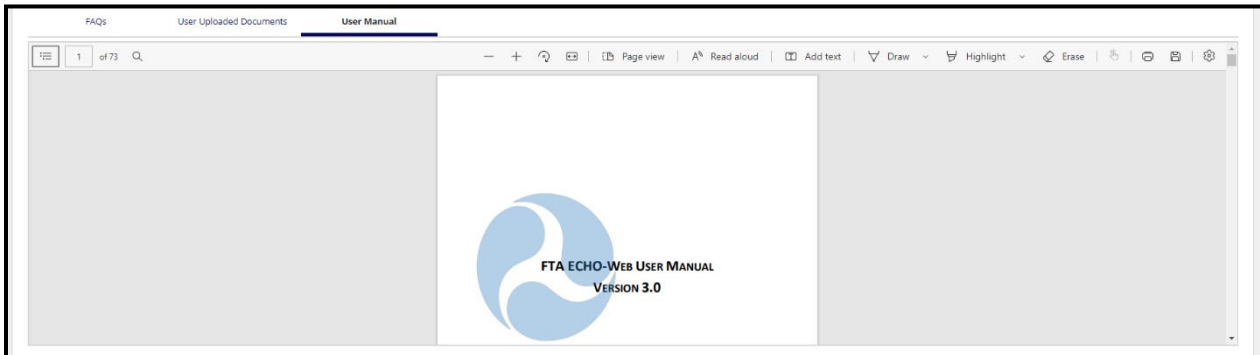 FAQs User Uploaded Documents User Manual
1 of 73 Page view A Read aloud Add text Draw Highlight Erase
FTA ECHO-WEB USER MANUAL
VERSION 3.0